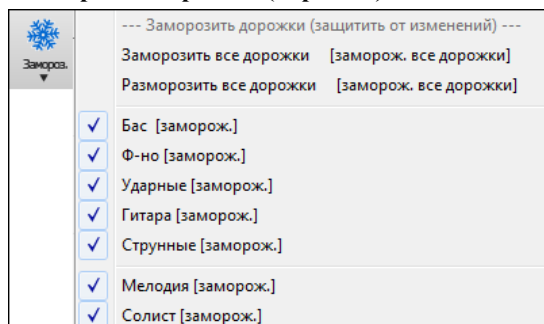 --- Заморозить дорожки (защитить от изменений) ---
Замороз.
Заморозить все дорожки [заморож. все дорожки]
Разморозить все дорожки [заморож. все дорожки]
Бас [заморож.]
Ф-но [заморож.]
Ударные [заморож.]
Гитара [заморож.]
Струнные [заморож.]
Мелодия [заморож.]
Солист [заморож.]